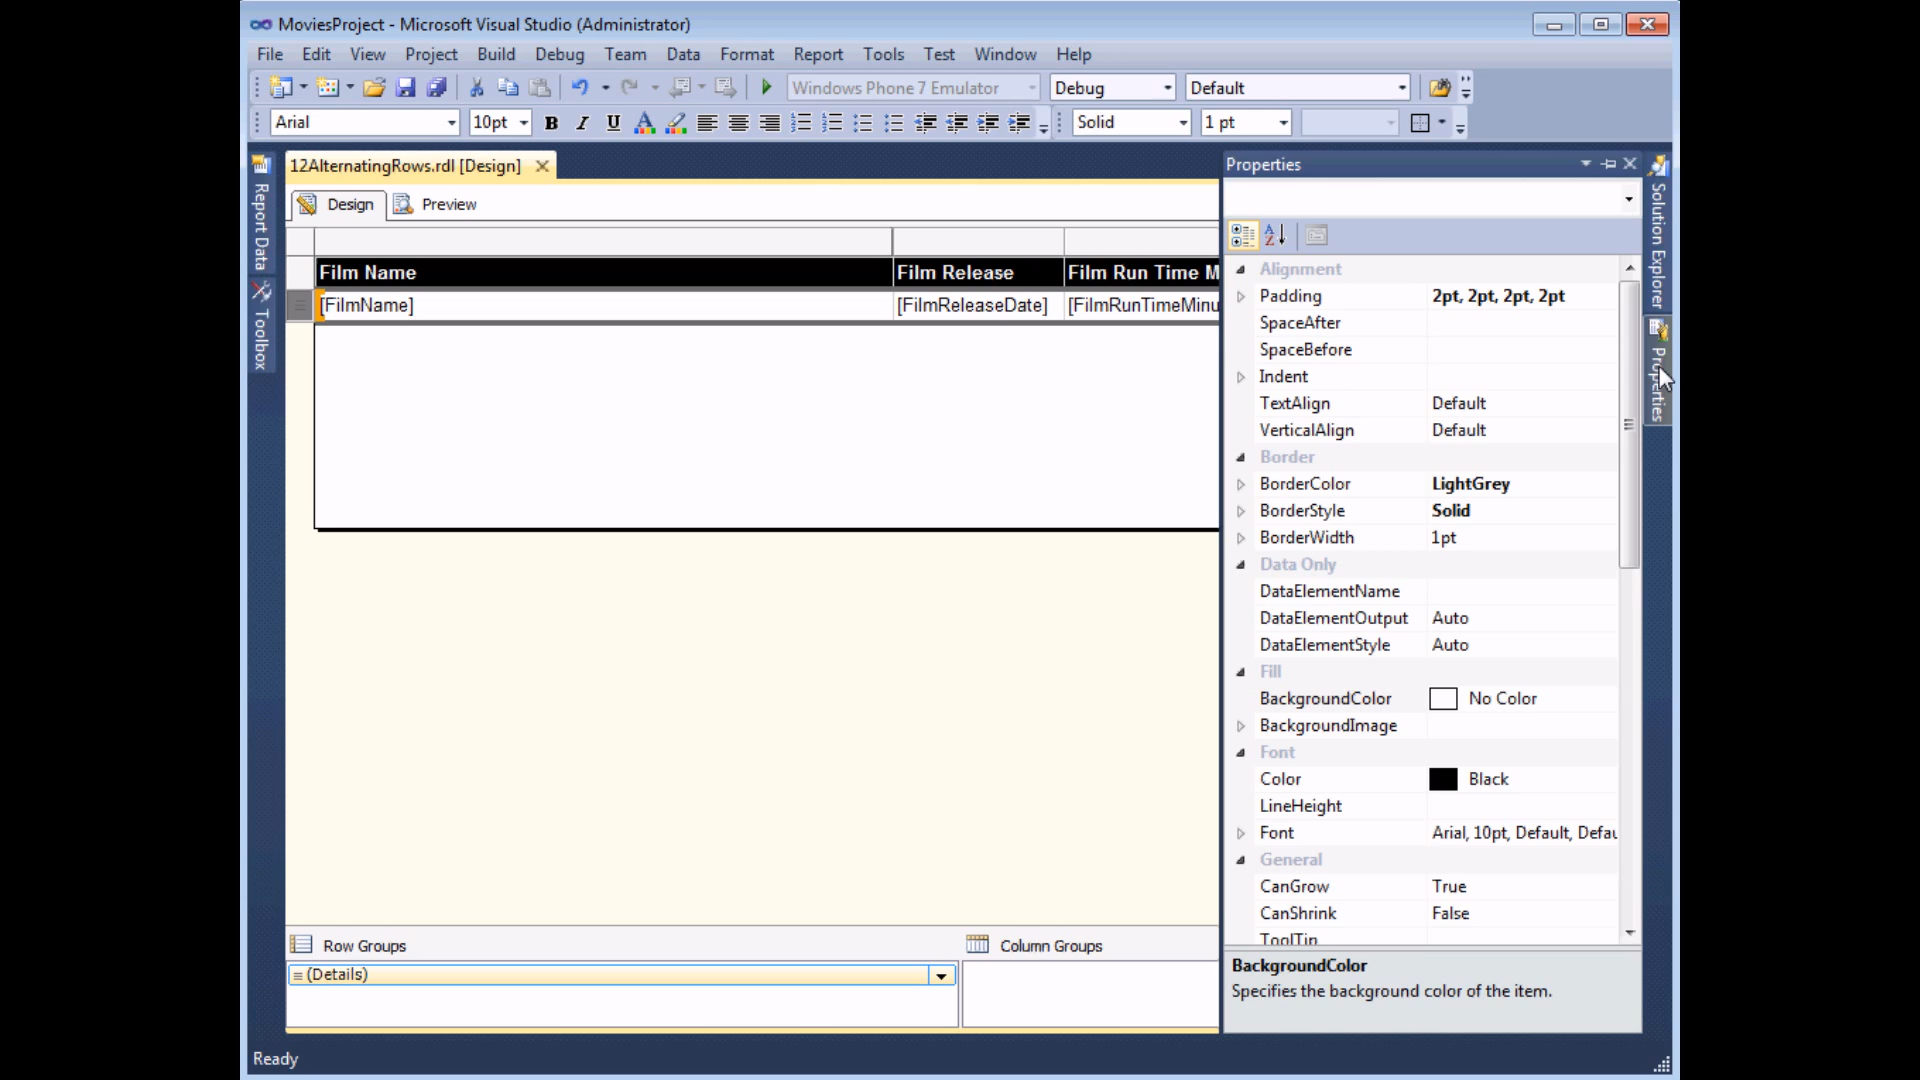 MoviesProject - Microsoft Visual Studio (Administrator)
File Edit View Project Build Debug Team Data Format Report Tools Test Window Help
Windows Phone 7 Emulator Debug Default
Arial 10pt B I U A Solid 1 pt
12AlternatingRows.rdl [Design]
Design Preview
Report Data
Toolbox
Film Name Film Release Film Run Time M
[FilmName] [FilmReleaseDate] [FilmRunTimeMinu
Row Groups Column Groups
(Details)
Properties
Alignment
Padding 2pt, 2pt, 2pt, 2pt
SpaceAfter
SpaceBefore
Indent
TextAlign Default
VerticalAlign Default
Border
BorderColor LightGrey
BorderStyle Solid
BorderWidth 1pt
Data Only
DataElementName
DataElementOutput Auto
DataElementStyle Auto
Fill
BackgroundColor No Color
BackgroundImage
Font
Color Black
LineHeight
Font Arial, 10pt, Default, Defau
General
CanGrow True
CanShrink False
ToolTip
BackgroundColor
Specifies the background color of the item.
Solution Explorer
Properties
Ready